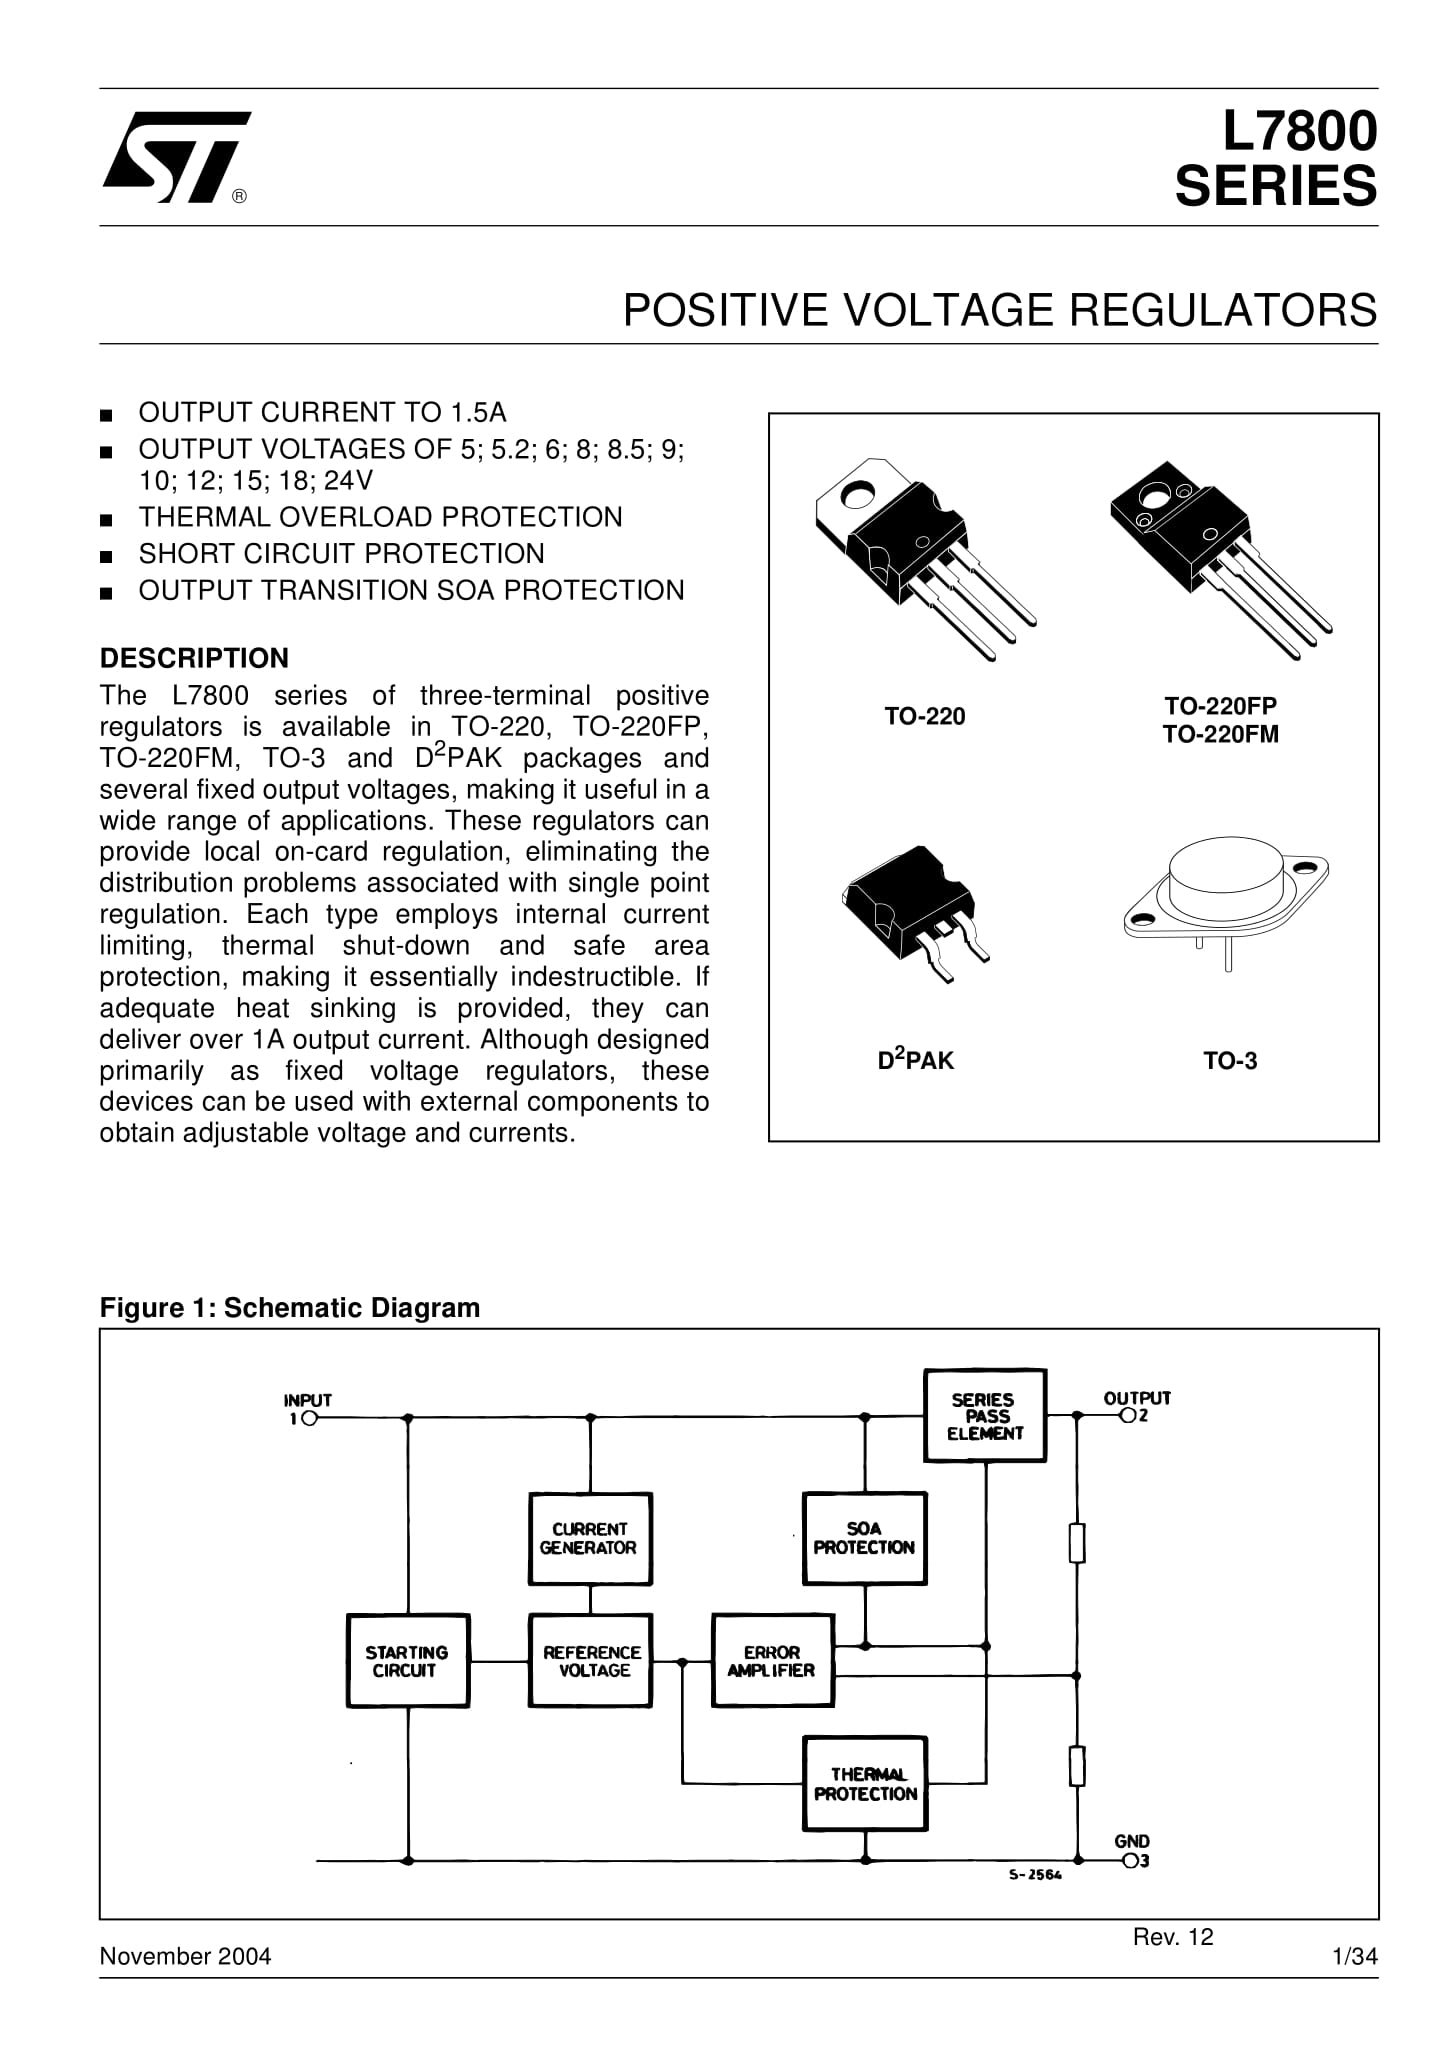 ST ®
L7800
SERIES
POSITIVE VOLTAGE REGULATORS
■ OUTPUT CURRENT TO 1.5A
■ OUTPUT VOLTAGES OF 5; 5.2; 6; 8; 8.5; 9;
10; 12; 15; 18; 24V
■ THERMAL OVERLOAD PROTECTION
■ SHORT CIRCUIT PROTECTION
■ OUTPUT TRANSITION SOA PROTECTION
DESCRIPTION
The L7800 series of three-terminal positive
regulators is available in TO-220, TO-220FP,
TO-220FM, TO-3 and D²PAK packages and
several fixed output voltages, making it useful in a
wide range of applications. These regulators can
provide local on-card regulation, eliminating the
distribution problems associated with single point
regulation. Each type employs internal current
limiting, thermal shut-down and safe area
protection, making it essentially indestructible. If
adequate heat sinking is provided, they can
deliver over 1A output current. Although designed
primarily as fixed voltage regulators, these
devices can be used with external components to
obtain adjustable voltage and currents.
TO-220
TO-220FP
TO-220FM
D²PAK
TO-3
Figure 1: Schematic Diagram
INPUT
1
SERIES
PASS
ELEMENT
OUTPUT
2
CURRENT
GENERATOR
SOA
PROTECTION
STARTING
CIRCUIT
REFERENCE
VOLTAGE
ERROR
AMPLIFIER
THERMAL
PROTECTION
GND
3
S-2564
Rev. 12
November 2004
1/34